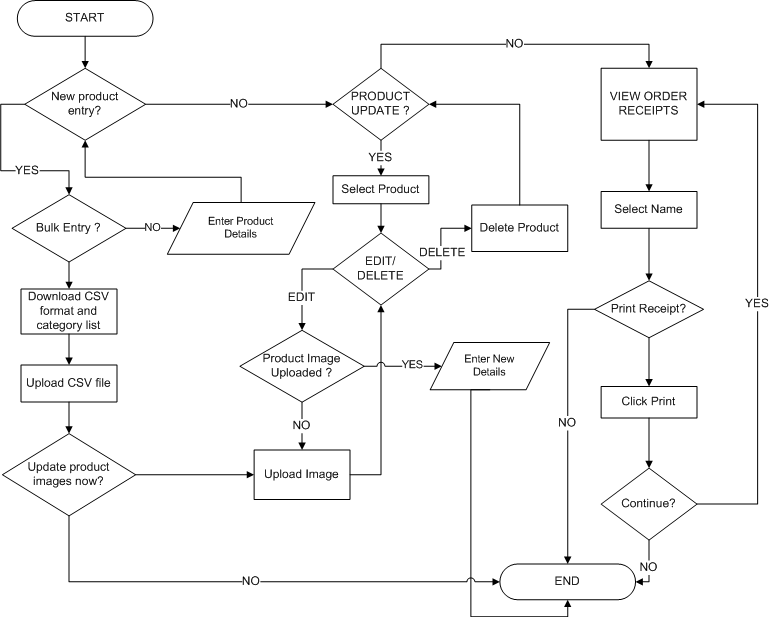 START
New product
entry?
NO
YES
Bulk Entry ?
NO
Enter Product
Details
Download CSV
format and
category list
Upload CSV file
Update product
images now?
NO
PRODUCT
UPDATE ?
NO
YES
Select Product
EDIT/
DELETE
DELETE
Delete Product
EDIT
Product Image
Uploaded ?
YES
Enter New
Details
NO
Upload Image
VIEW ORDER
RECEIPTS
Select Name
Print Receipt?
NO
Click Print
Continue?
YES
NO
END